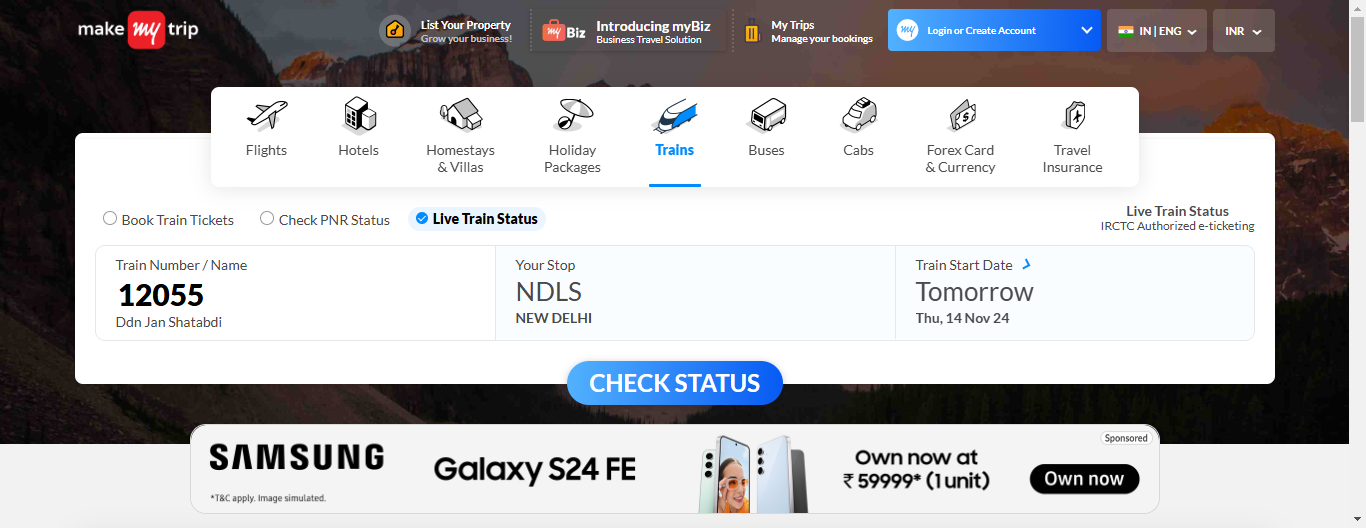 make my trip
List Your Property
Grow your business!
my Biz
Introducing myBiz
Business Travel Solution
My Trips
Manage your bookings
my
Login or Create Account
IN | ENG
INR
Flights
Hotels
Homestays
& Villas
Holiday
Packages
Trains
Buses
Cabs
Forex Card
& Currency
Travel
Insurance
Book Train Tickets
Check PNR Status
Live Train Status
Live Train Status
IRCTC Authorized e-ticketing
Train Number / Name
12055
Ddn Jan Shatabdi
Your Stop
NDLS
NEW DELHI
Train Start Date
Tomorrow
Thu, 14 Nov 24
CHECK STATUS
Sponsored
SAMSUNG
*T&C apply. Image simulated.
Galaxy S24 FE
Own now at
₹ 59999* (1 unit)
Own now